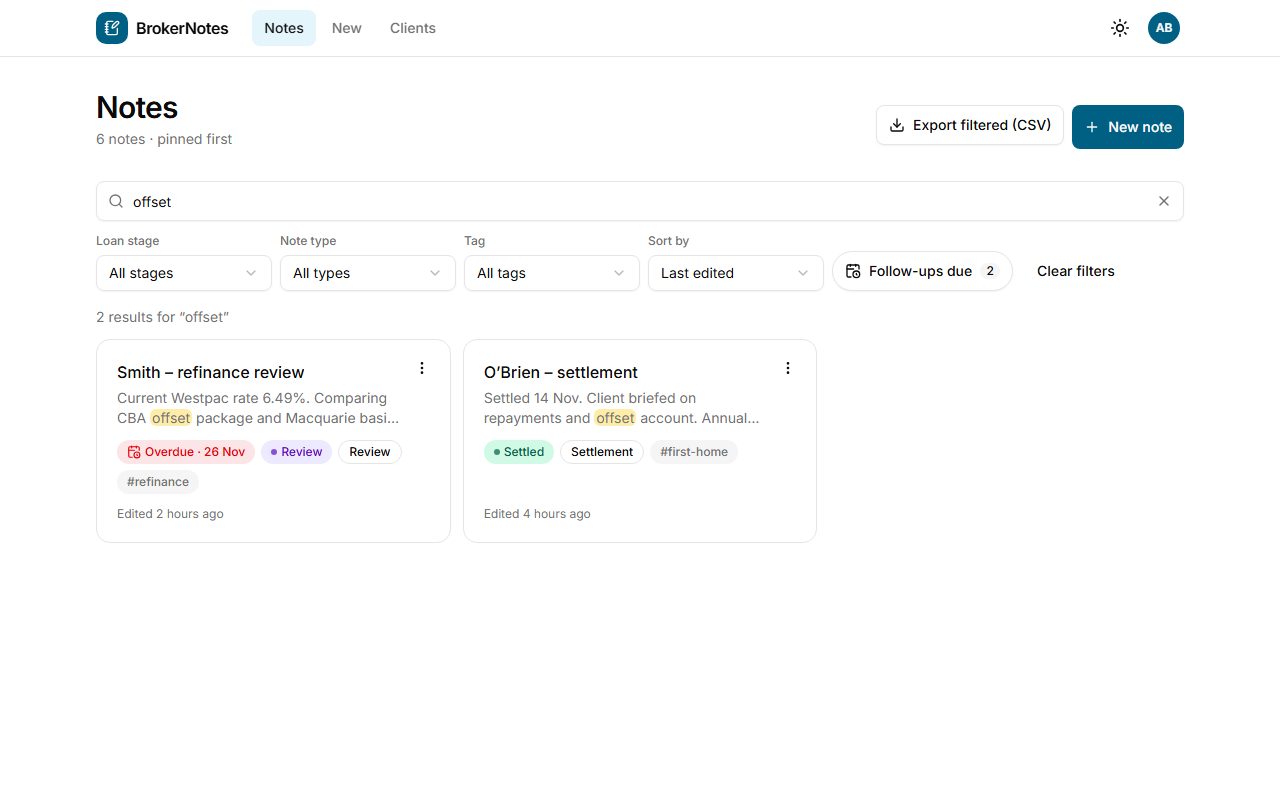 BrokerNotes Notes New Clients AB
Notes
6 notes · pinned first
Export filtered (CSV)
New note
offset
Loan stage Note type Tag Sort by
All stages All types All tags Last edited Follow-ups due 2 Clear filters
2 results for “offset”
Smith – refinance review
Current Westpac rate 6.49%. Comparing
CBA offset package and Macquarie basi...
Overdue · 26 Nov Review Review
#refinance
Edited 2 hours ago
O’Brien – settlement
Settled 14 Nov. Client briefed on
repayments and offset account. Annual...
Settled Settlement #first-home
Edited 4 hours ago